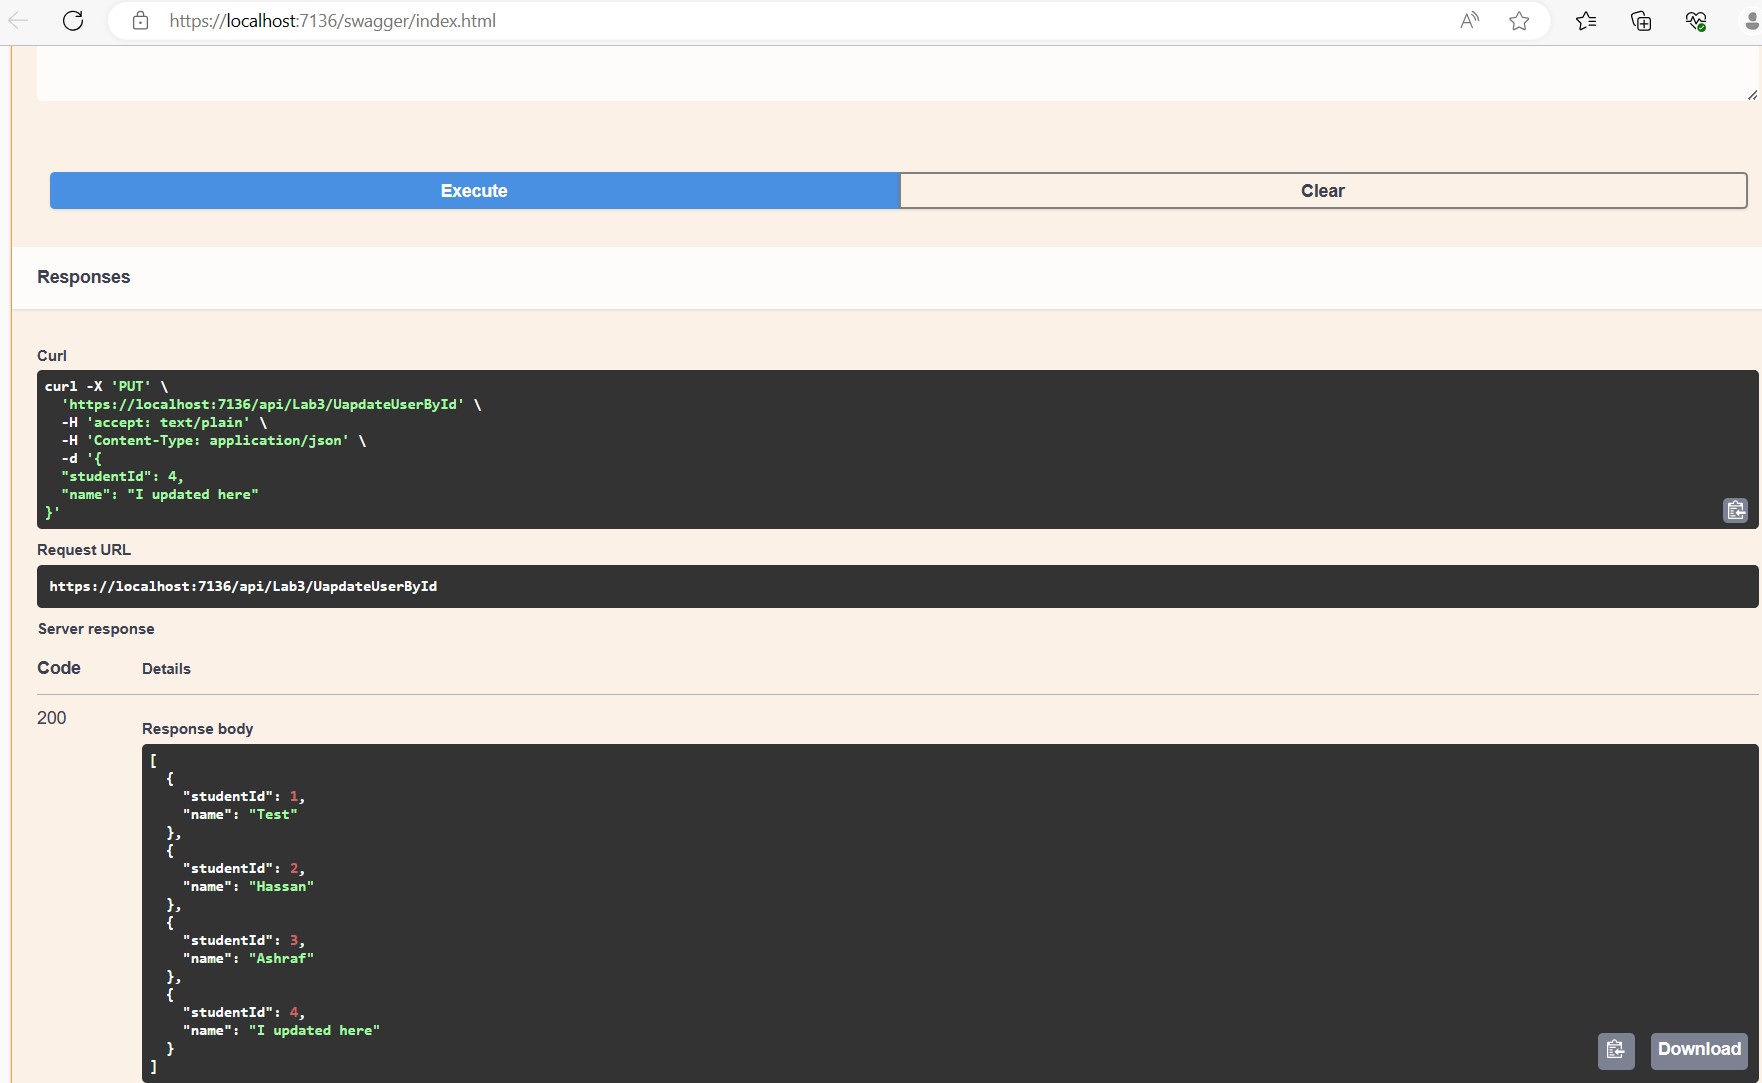 https://localhost:7136/swagger/index.html
Execute
Clear
Responses
Curl
curl -X 'PUT' \
'https://localhost:7136/api/Lab3/UapdateUserById' \
-H 'accept: text/plain' \
-H 'Content-Type: application/json' \
-d '{
"studentId": 4,
"name": "I updated here"
}'
Request URL
https://localhost:7136/api/Lab3/UapdateUserById
Server response
Code Details
200
Response body
[
{
"studentId": 1,
"name": "Test"
},
{
"studentId": 2,
"name": "Hassan"
},
{
"studentId": 3,
"name": "Ashraf"
},
{
"studentId": 4,
"name": "I updated here"
}
]
Download